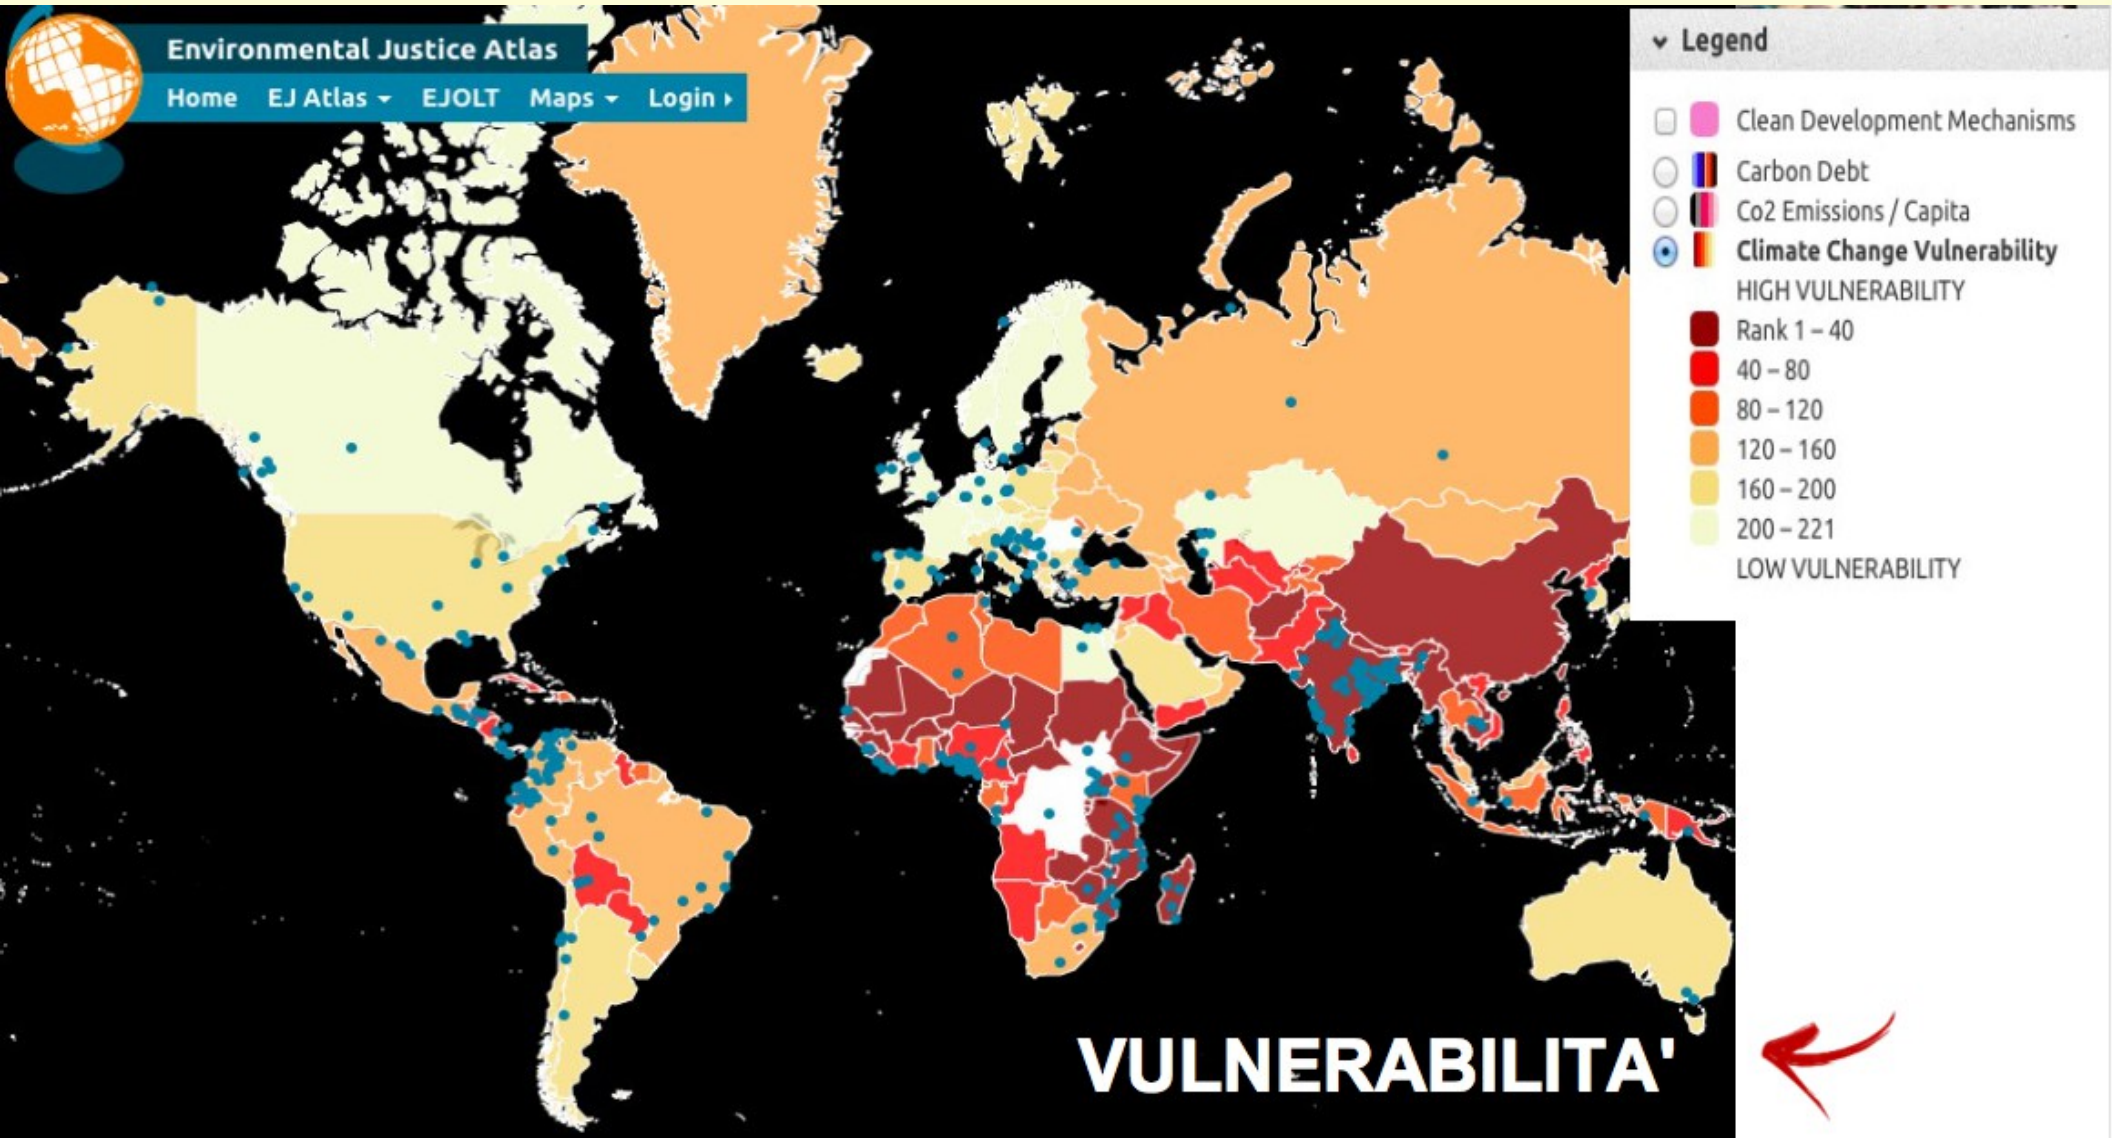 Environmental Justice Atlas
Home EJ Atlas EJOLT Maps Login
Legend
Clean Development Mechanisms
Carbon Debt
Co2 Emissions / Capita
Climate Change Vulnerability
HIGH VULNERABILITY
Rank 1 – 40
40 – 80
80 – 120
120 – 160
160 – 200
200 – 221
LOW VULNERABILITY
VULNERABILITA'